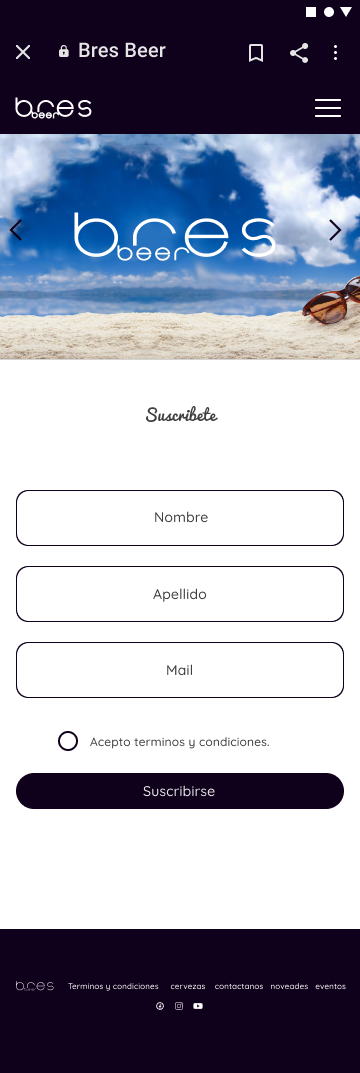 Bres Beer
bres
beer
bres
beer
Suscribete
Nombre
Apellido
Mail
Acepto terminos y condiciones.
Suscribirse
bres Terminos y condiciones cervezas contactanos noveades eventos